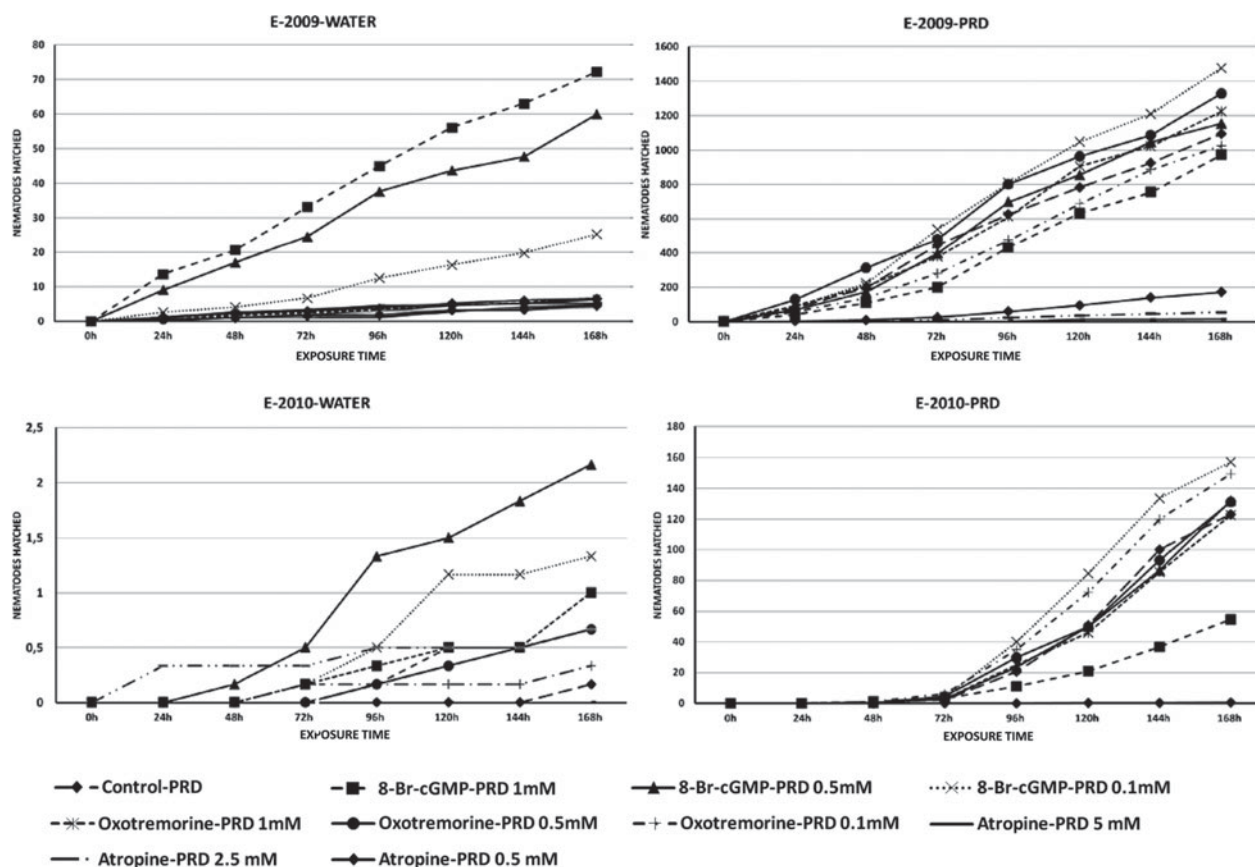 E-2009-WATER
80
70
60
50
40
30
20
10
0
NEMATODES HATCHED
0h 24h 48h 72h 96h 120h 144h 168h
EXPOSURE TIME
E-2009-PRD
1600
1400
1200
1000
800
600
400
200
0
NEMATODES HATCHED
0h 24h 48h 72h 96h 120h 144h 168h
EXPOSURE TIME
E-2010-WATER
2,5
2
1,5
1
0,5
0
NEMATODES HATCHED
0h 24h 48h 72h 96h 120h 144h 168h
EXPOSURE TIME
E-2010-PRD
180
160
140
120
100
80
60
40
20
0
NEMATODES HATCHED
0h 24h 48h 72h 96h 120h 144h 168h
EXPOSURE TIME
Control-PRD 8-Br-cGMP-PRD 1mM 8-Br-cGMP-PRD 0.5mM 8-Br-cGMP-PRD 0.1mM
Oxotremorine-PRD 1mM Oxotremorine-PRD 0.5mM Oxotremorine-PRD 0.1mM Atropine-PRD 5 mM
Atropine-PRD 2.5 mM Atropine-PRD 0.5 mM